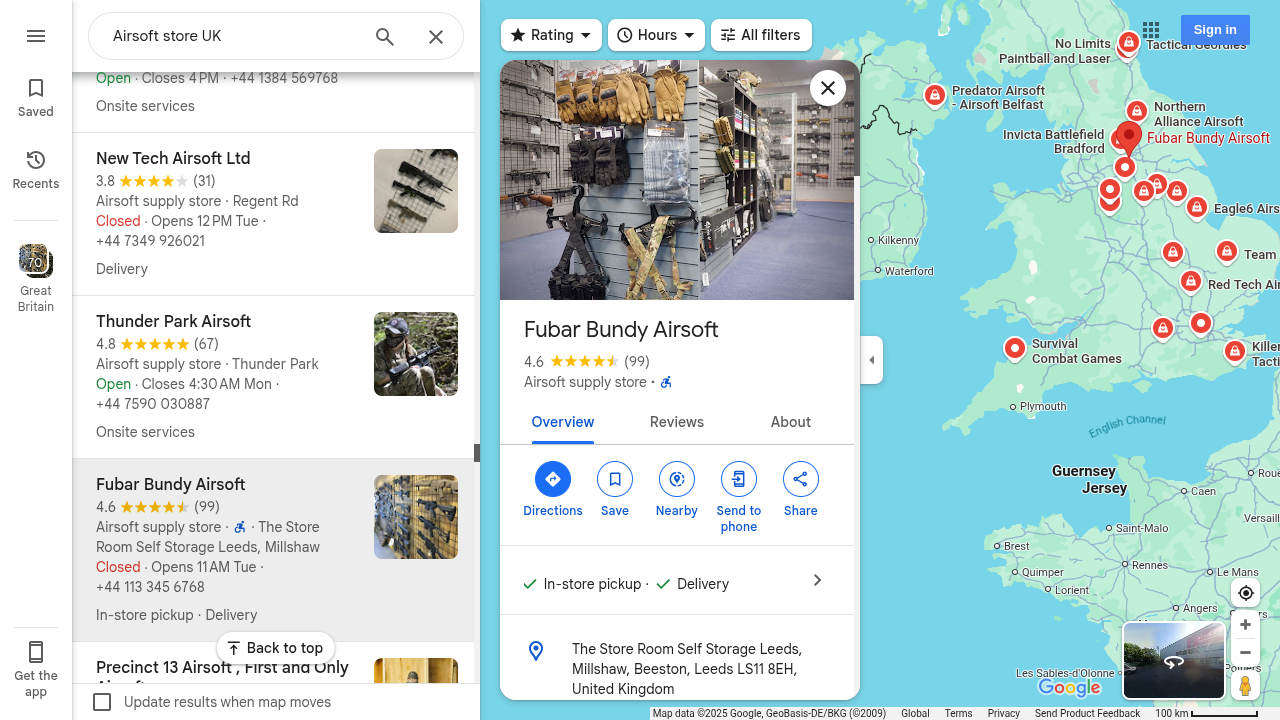 Airsoft store UK
Saved
Recents
70
Great
Britain
Get the
app
Open · Closes 4 PM · +44 1384 569768
Onsite services
New Tech Airsoft Ltd
3.8 (31)
Airsoft supply store · Regent Rd
Closed · Opens 12 PM Tue ·
+44 7349 926021
Delivery
Thunder Park Airsoft
4.8 (67)
Airsoft supply store · Thunder Park
Open · Closes 4:30 AM Mon ·
+44 7590 030887
Onsite services
Fubar Bundy Airsoft
4.6 (99)
Airsoft supply store · · The Store
Room Self Storage Leeds, Millshaw
Closed · Opens 11 AM Tue ·
+44 113 345 6768
In-store pickup · Delivery
Back to top
Precinct 13 Airsoft , First and Only
Update results when map moves
Rating
Hours
All filters
Fubar Bundy Airsoft
4.6 (99)
Airsoft supply store ·
Overview
Reviews
About
Directions
Save
Nearby
Send to
phone
Share
In-store pickup · Delivery
The Store Room Self Storage Leeds,
Millshaw, Beeston, Leeds LS11 8EH,
United Kingdom
Sign in
No Limits
Paintball and Laser
Tactical Geordies
Predator Airsoft
- Airsoft Belfast
Northern
Alliance Airsoft
Invicta Battlefield
Bradford
Fubar Bundy Airsoft
Eagle6 Airs
Kilkenny
Waterford
Team
Red Tech Air
Survival
Combat Games
Killer
Tacti
Plymouth
English Channel
Guernsey
Jersey
Roue
Caen
Versaill
Saint-Malo
Brest
Rennes
Quimper
Le Mans
Lorient
Angers
Les Sables-d'Olonne
Poitiers
Google
Map data ©2025 Google, GeoBasis-DE/BKG (©2009)
Global
Terms
Privacy
Send Product Feedback
100 km